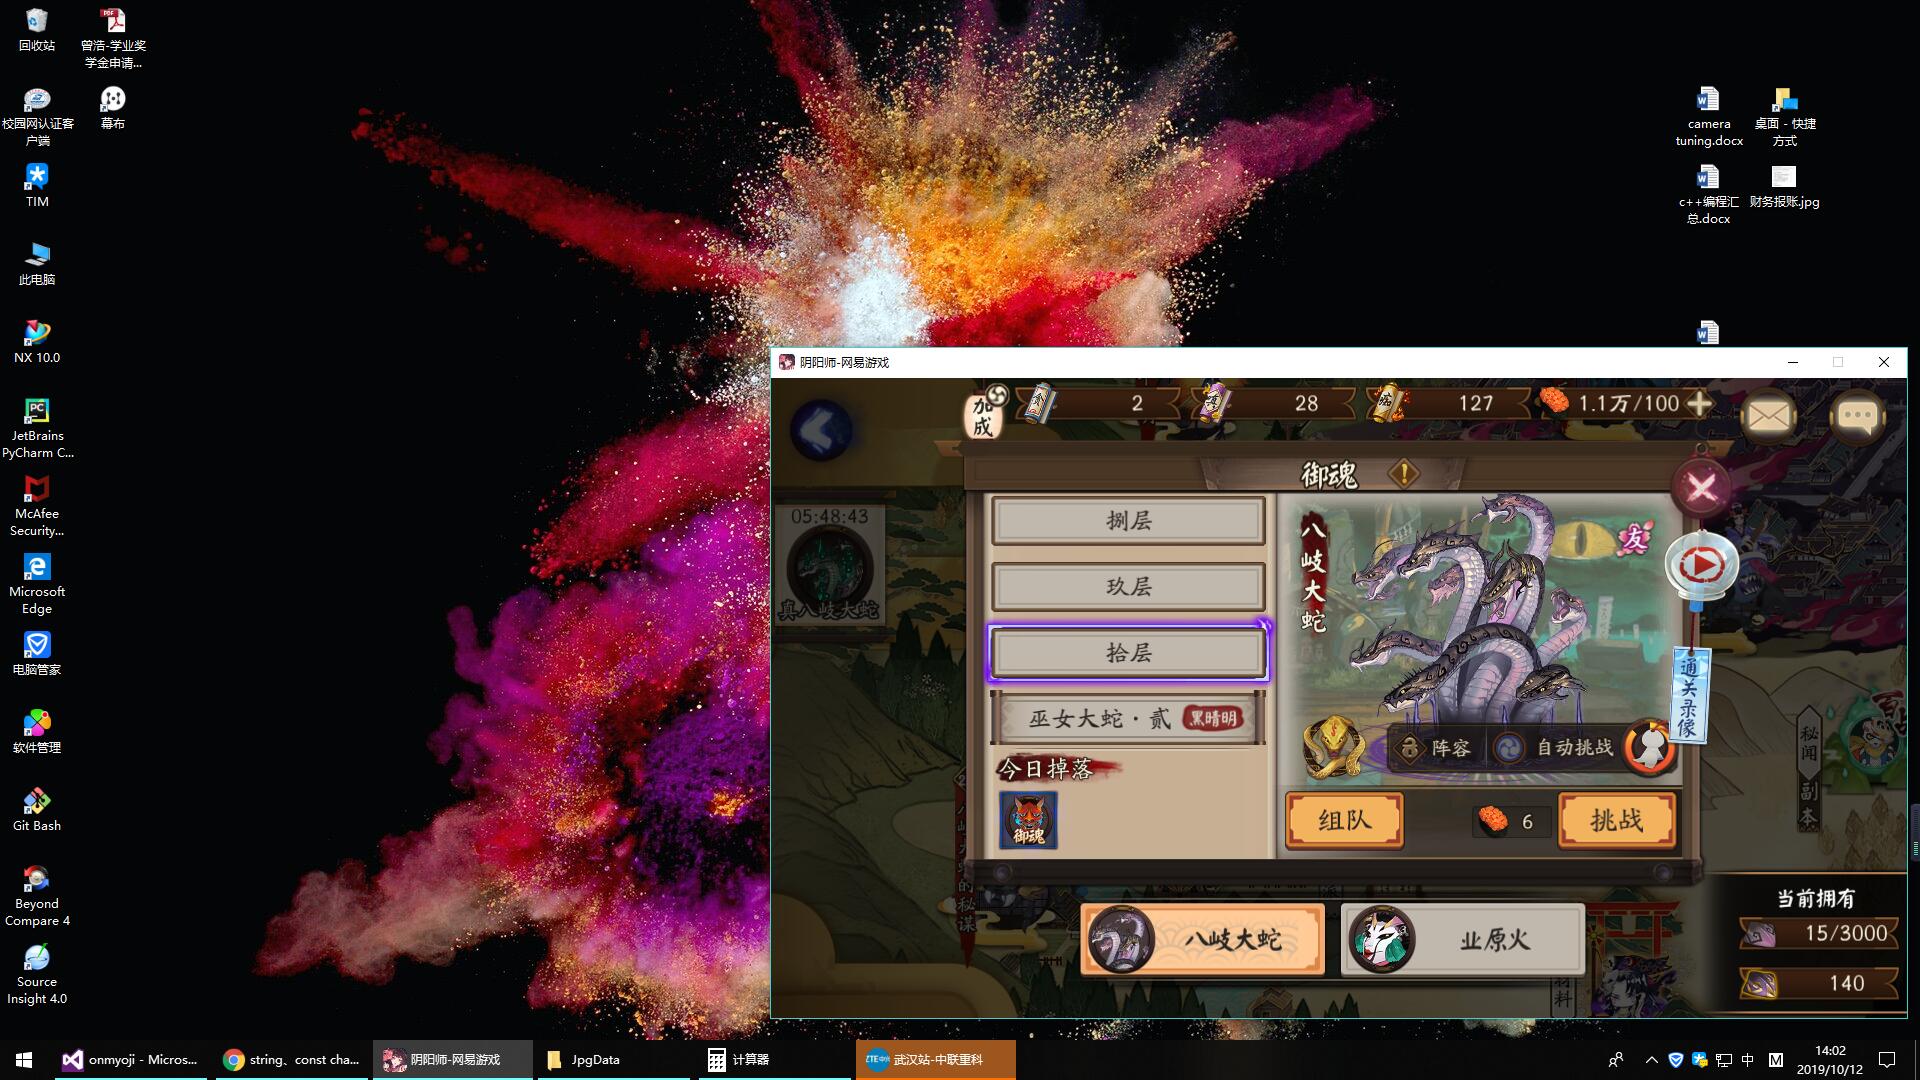 回收站
曾浩-学业奖
学金申请...
校园网认证客
户端
幕布
TIM
此电脑
NX 10.0
JetBrains
PyCharm C...
McAfee
Security...
Microsoft
Edge
电脑管家
软件管理
Git Bash
Beyond
Compare 4
Source
Insight 4.0
camera
tuning.docx
桌面 - 快捷
方式
c++编程汇
总.docx
财务报账.jpg
阴阳师-网易游戏
加成
2
28
127
1.1万/100
御魂
05:48:43
真八岐大蛇
捌层
玖层
拾层
巫女大蛇·贰
黑暗明
今日掉落
御魂
八岐大蛇
友
通关录像
阵容
自动挑战
组队
6
挑战
秘闻副本
八岐大蛇
业原火
当前拥有
15/3000
140
onmyoji - Micros...
string、const cha...
阴阳师-网易游戏
JpgData
计算器
武汉站-中联重科
中
M
14:02
2019/10/12